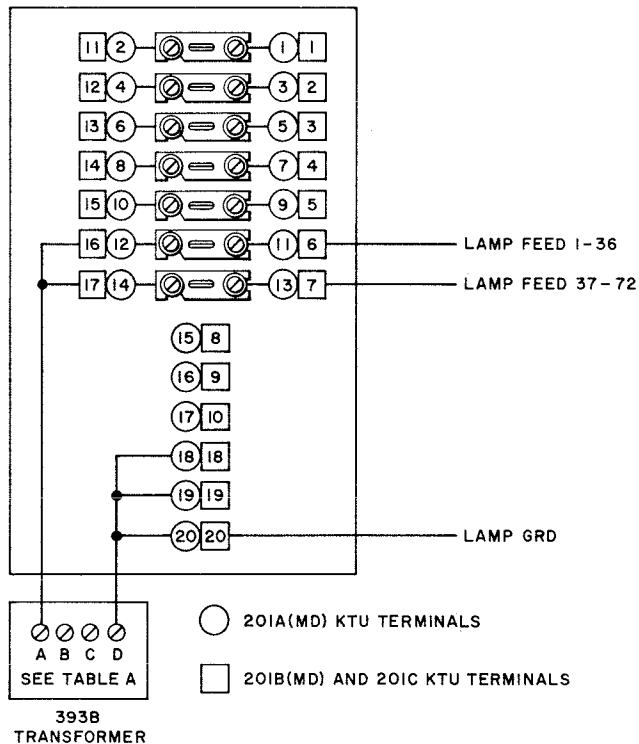 11 2 1 1
12 4 3 2
13 6 5 3
14 8 7 4
15 10 9 5
16 12 11 6 LAMP FEED 1-36
17 14 13 7 LAMP FEED 37-72
15 8
16 9
17 10
18 18
19 19
20 20 LAMP GRD
A B C D
SEE TABLE A
393B
TRANSFORMER
201A(MD) KTU TERMINALS
201B(MD) AND 201C KTU TERMINALS